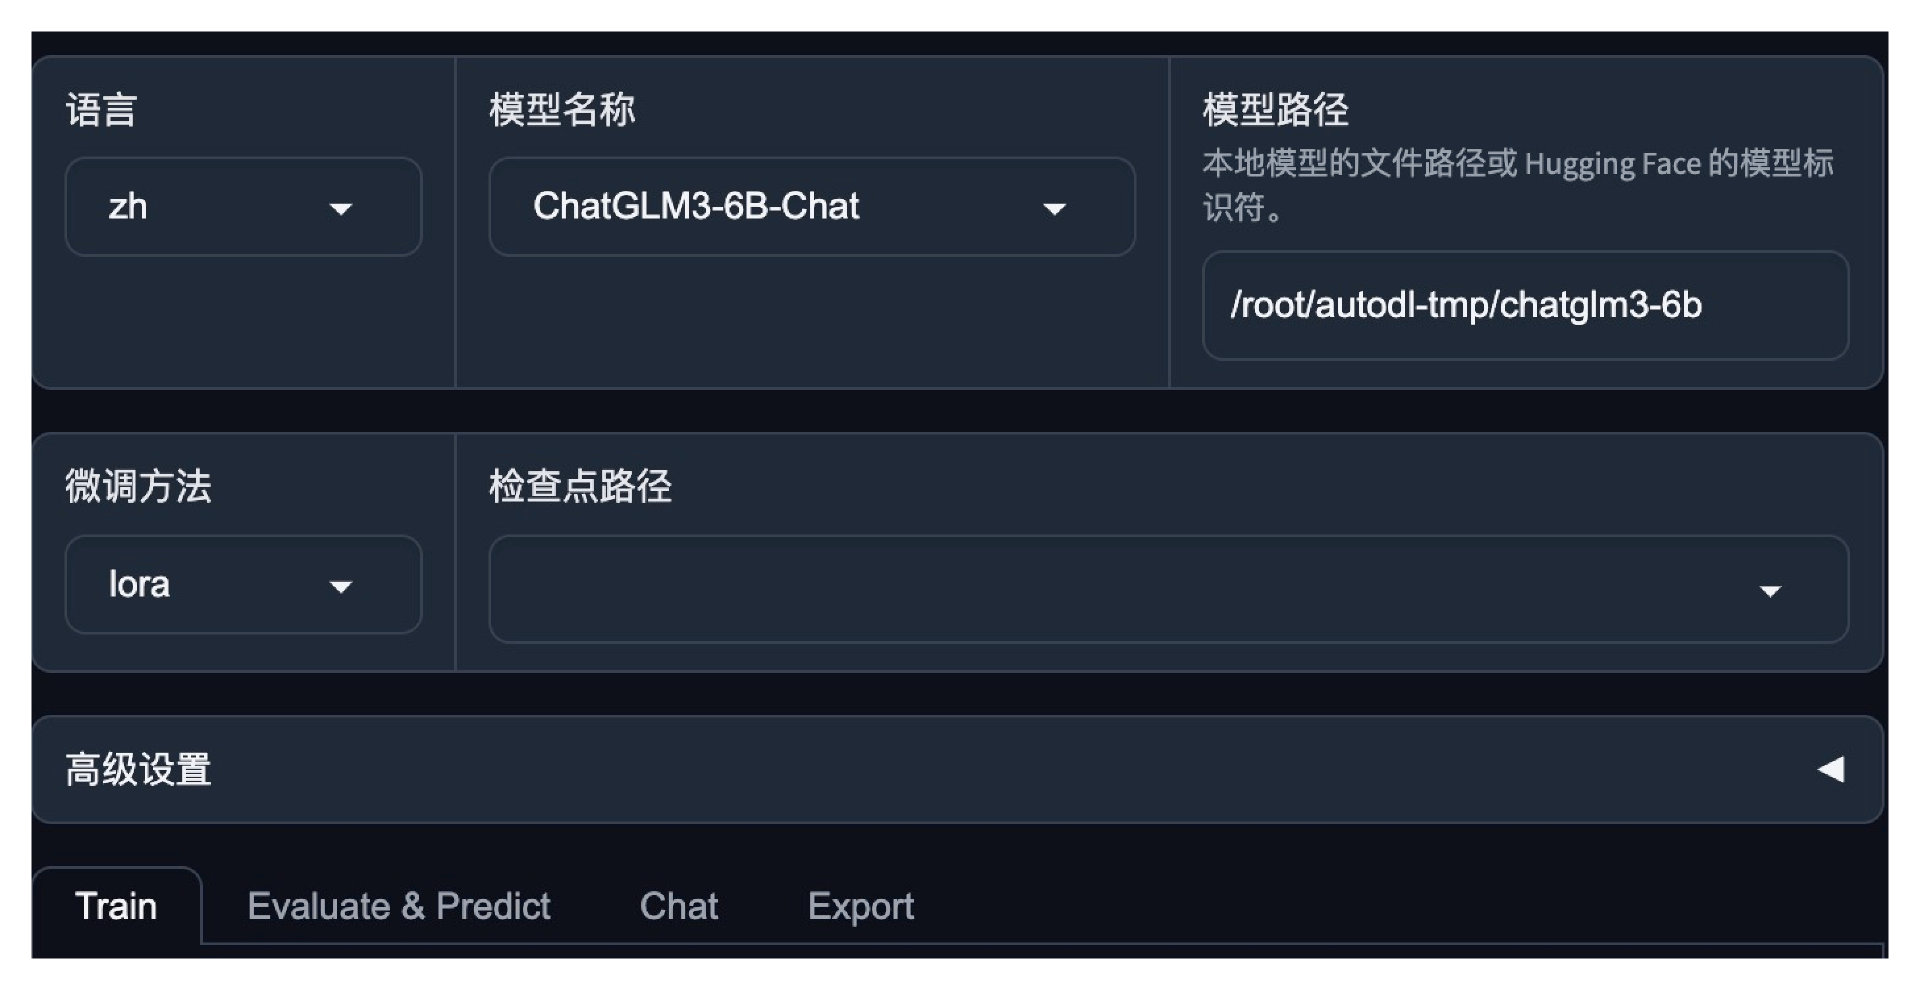 语言
zh
模型名称
ChatGLM3-6B-Chat
模型路径
本地模型的文件路径或 Hugging Face 的模型标
识符。
/root/autodl-tmp/chatglm3-6b
微调方法
lora
检查点路径
高级设置
Train
Evaluate & Predict
Chat
Export